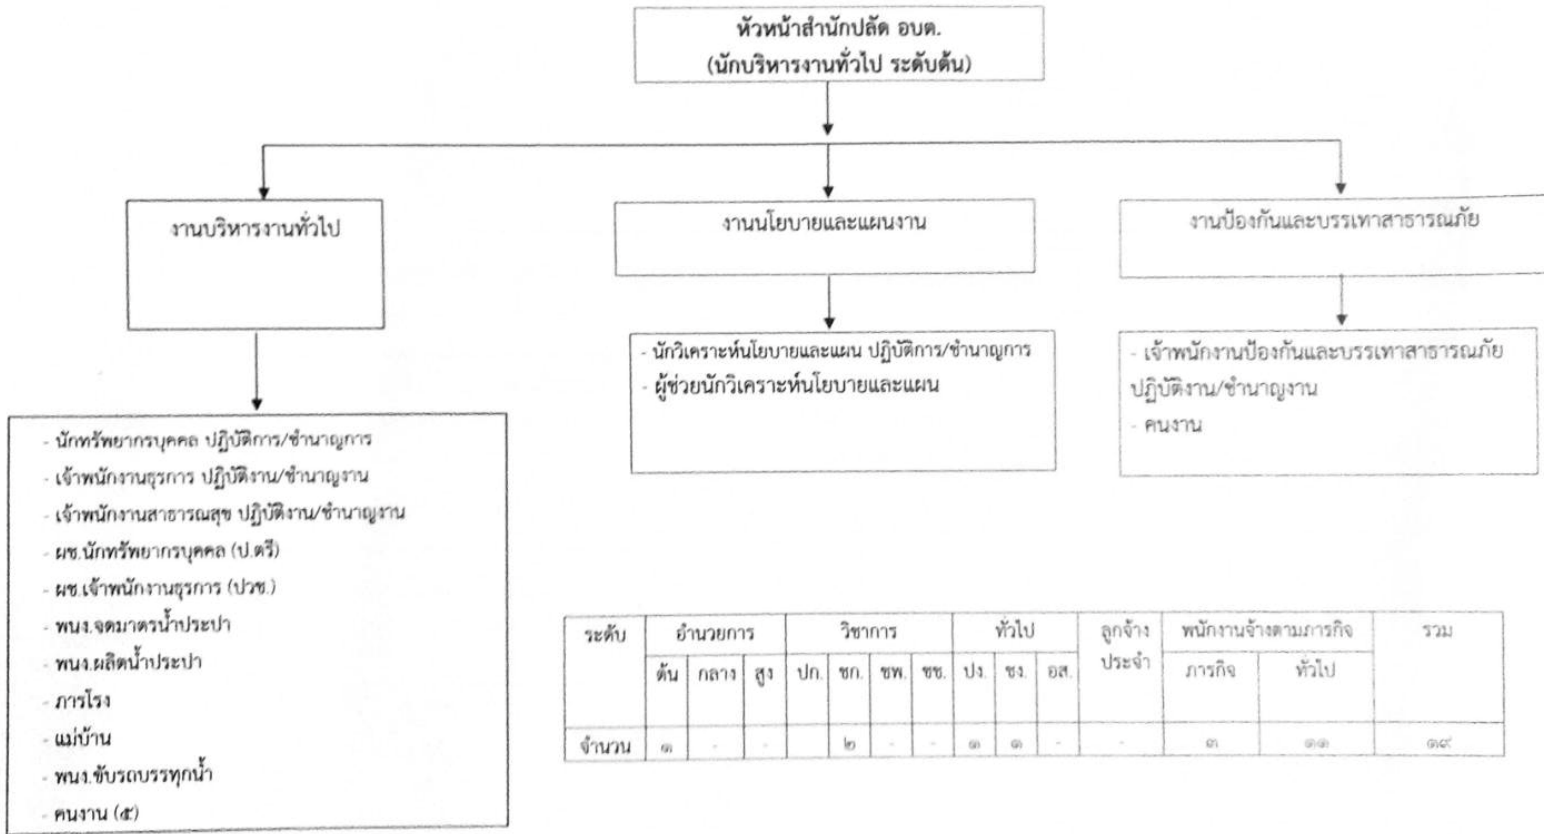 หัวหน้าสำนักปลัด อบต.
(นักบริหารงานทั่วไป ระดับต้น)
งานบริหารงานทั่วไป
งานนโยบายและแผนงาน
งานป้องกันและบรรเทาสาธารณภัย
- นักทรัพยากรบุคคล ปฏิบัติการ/ชำนาญการ
- เจ้าพนักงานธุรการ ปฏิบัติงาน/ชำนาญงาน
- เจ้าพนักงานสาธารณสุข ปฏิบัติงาน/ชำนาญงาน
- ผช.นักทรัพยากรบุคคล (ป.ตรี)
- ผช.เจ้าพนักงานธุรการ (ปวช.)
- พนง.จดมาตรน้ำประปา
- พนง.ผลิตน้ำประปา
- ภารโรง
- แม่บ้าน
- พนง.ขับรถบรรทุกน้ำ
- คนงาน (๕)
- นักวิเคราะห์นโยบายและแผน ปฏิบัติการ/ชำนาญการ
- ผู้ช่วยนักวิเคราะห์นโยบายและแผน
- เจ้าพนักงานป้องกันและบรรเทาสาธารณภัย
ปฏิบัติงาน/ชำนาญงาน
- คนงาน
ระดับ อำนวยการ วิชาการ ทั่วไป ลูกจ้าง พนักงานจ้างตามภารกิจ รวม
ต้น กลาง สูง ปก. ชก. ชพ. ชช. ปง. ชง. อส. ประจำ ภารกิจ ทั่วไป
จำนวน ๑ - - ๒ - - ๑ ๑ - - ๓ ๑๑ ๑๙